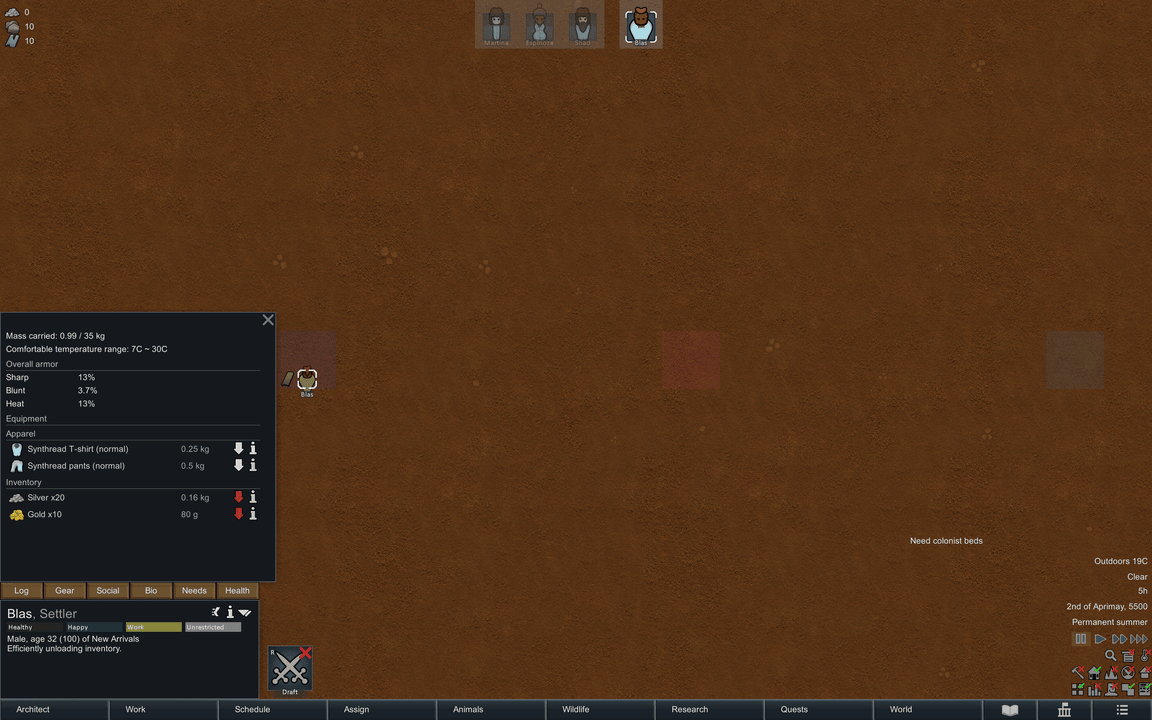 0
10
10
Martina
Espinosa
Shad
Blas
Mass carried: 0.99 / 35 kg
Comfortable temperature range: 7C ~ 30C
Overall armor
Sharp 13%
Blunt 3.7%
Heat 13%
Equipment
Apparel
Synthread T-shirt (normal) 0.25 kg
Synthread pants (normal) 0.5 kg
Inventory
Silver x20 0.16 kg
Gold x10 80 g
Blas
Need colonist beds
Outdoors 19C
Clear
5h
2nd of Aprimay, 5500
Permanent summer
Log Gear Social Bio Needs Health
Blas, Settler
Healthy Happy Work Unrestricted
Male, age 32 (100) of New Arrivals
Efficiently unloading inventory.
R
Draft
Architect Work Schedule Assign Animals Wildlife Research Quests World